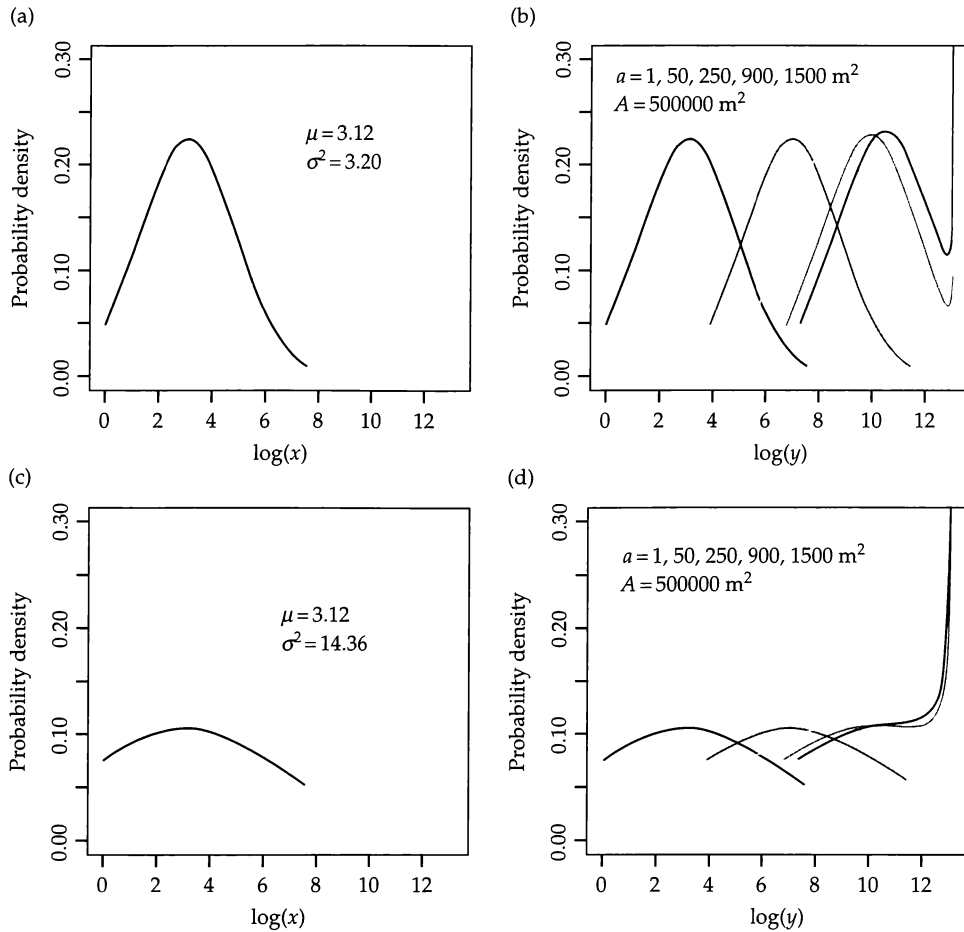 (a)
0.30
0.20
0.10
0.00
Probability density
μ = 3.12
σ² = 3.20
0 2 4 6 8 10 12
log(x)
(b)
0.30
0.20
0.10
0.00
Probability density
a = 1, 50, 250, 900, 1500 m²
A = 500000 m²
0 2 4 6 8 10 12
log(y)
(c)
0.30
0.20
0.10
0.00
Probability density
μ = 3.12
σ² = 14.36
0 2 4 6 8 10 12
log(x)
(d)
0.30
0.20
0.10
0.00
Probability density
a = 1, 50, 250, 900, 1500 m²
A = 500000 m²
0 2 4 6 8 10 12
log(y)